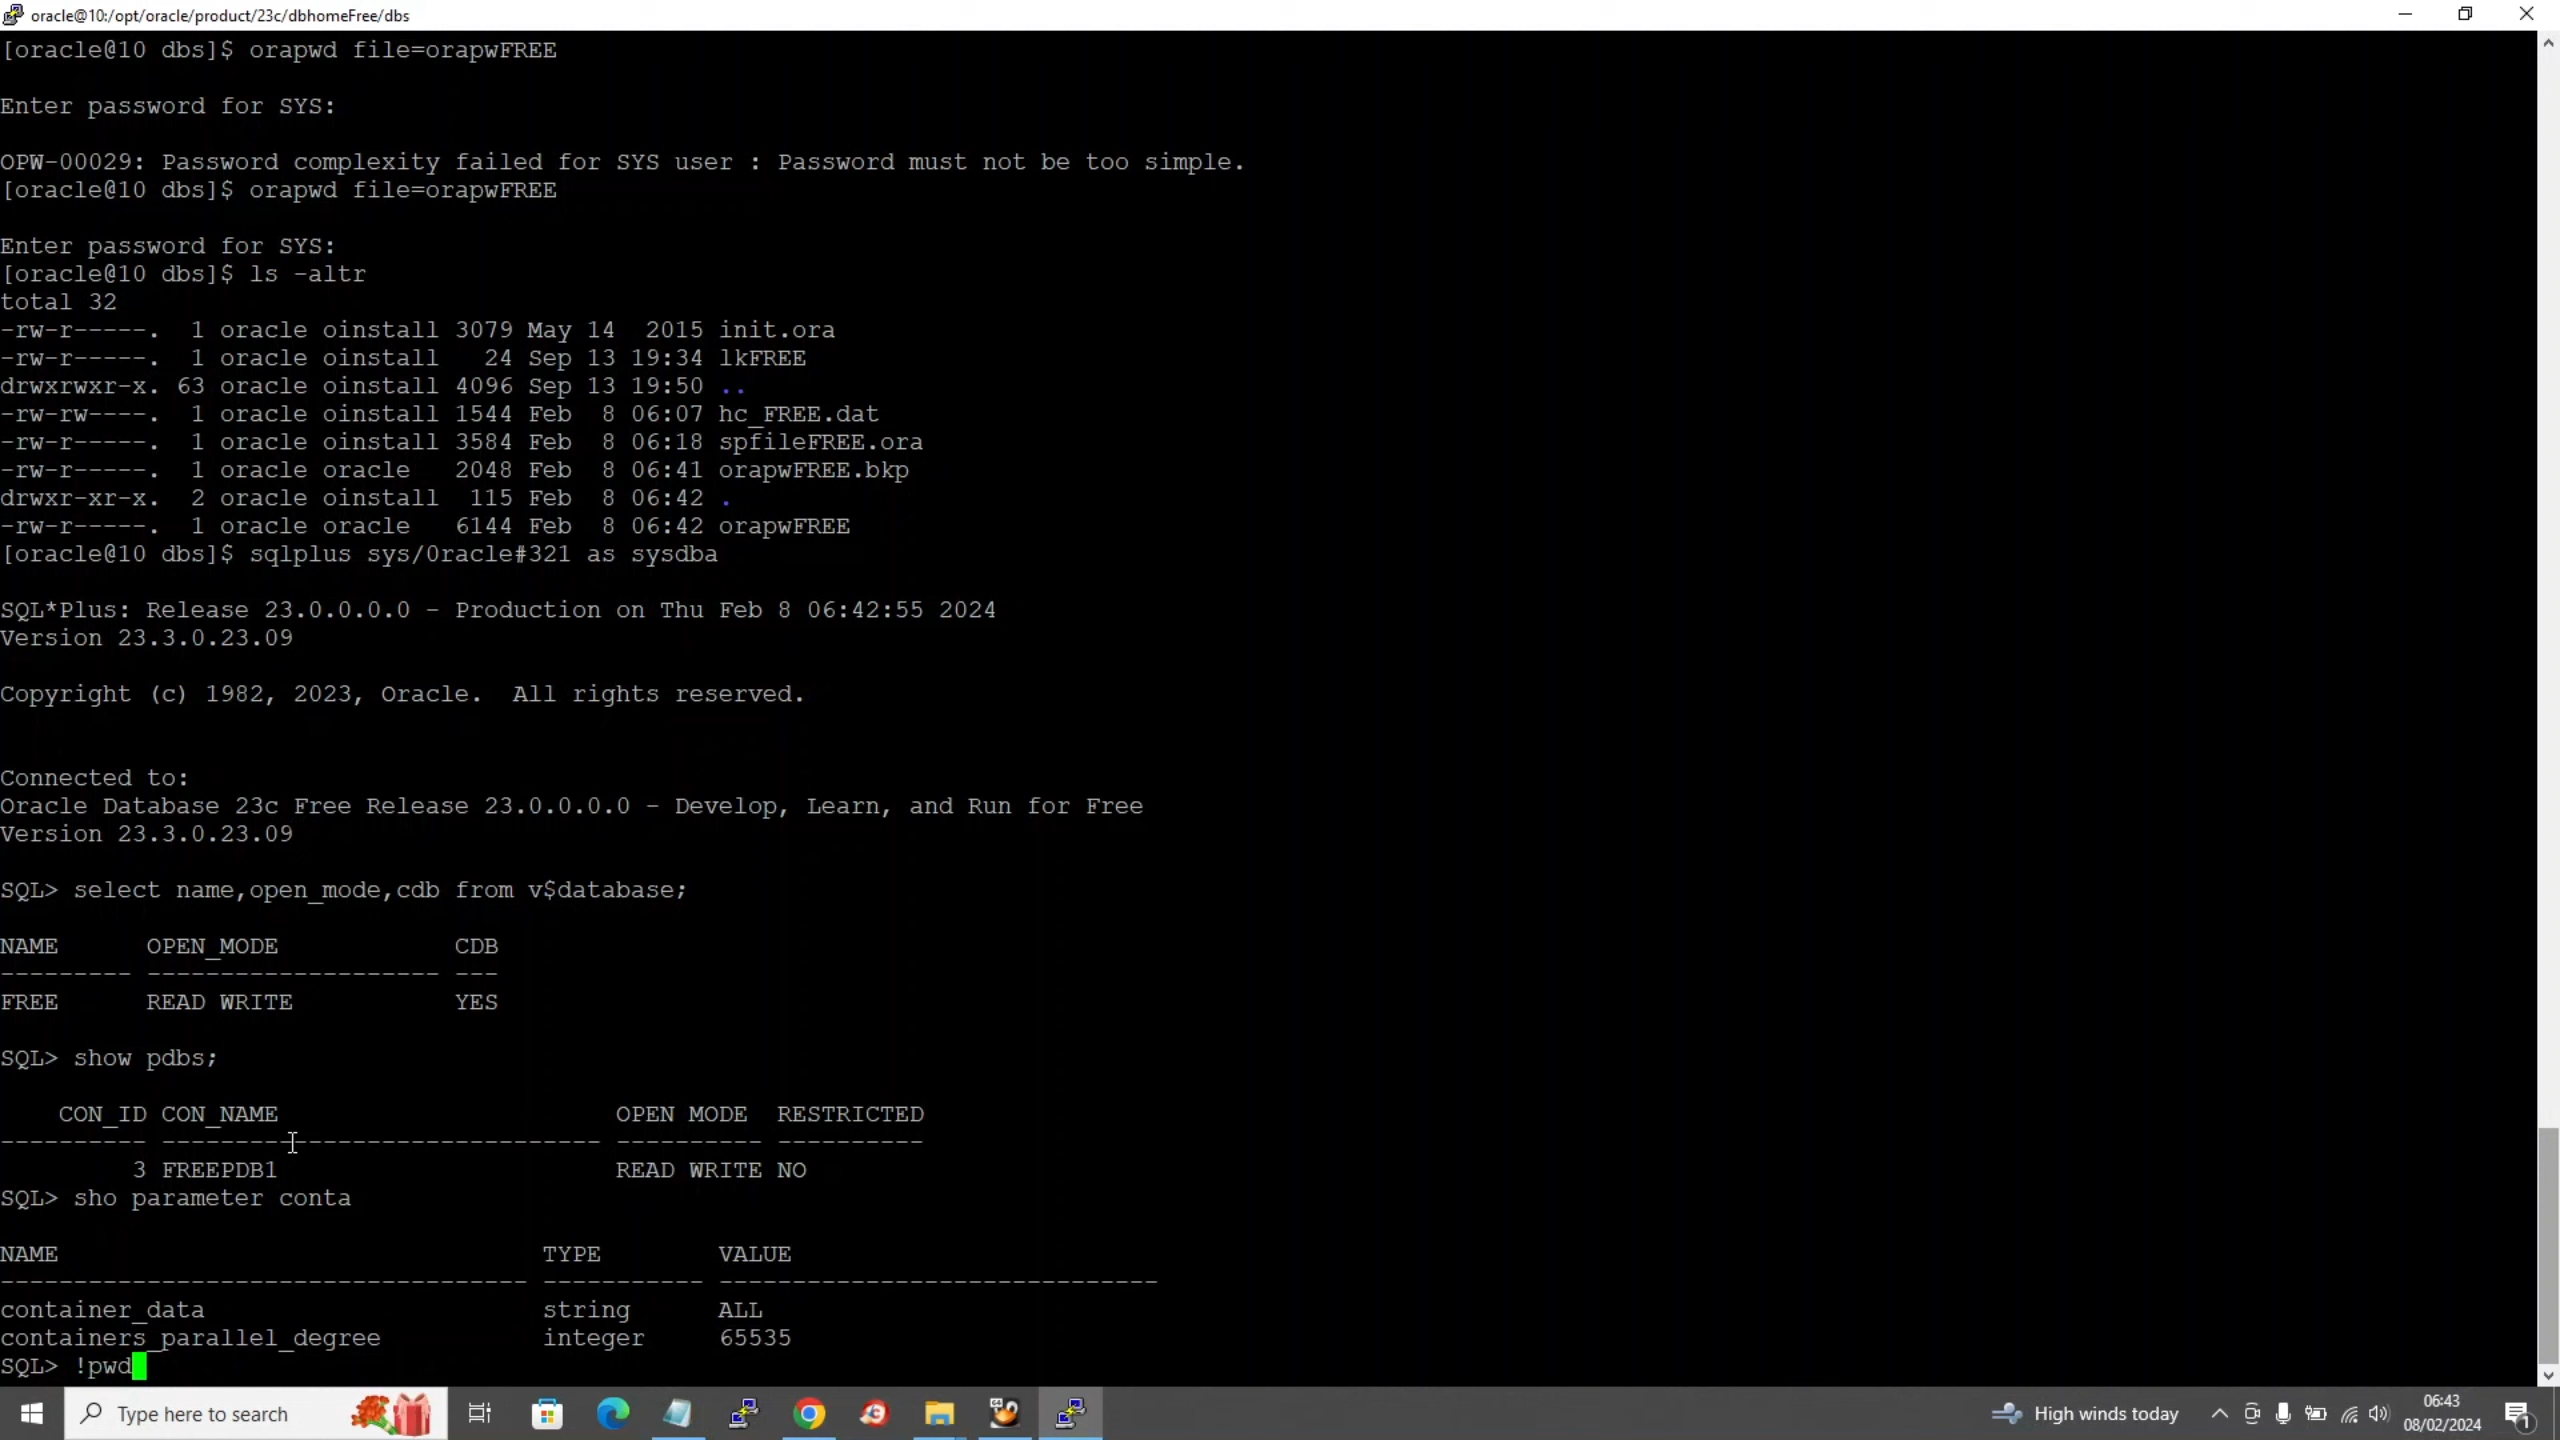 oracle@10:/opt/oracle/product/23c/dbhomeFree/dbs
[oracle@10 dbs]$ orapwd file=orapwFREE
Enter password for SYS:
OPW-00029: Password complexity failed for SYS user : Password must not be too simple.
[oracle@10 dbs]$ orapwd file=orapwFREE
Enter password for SYS:
[oracle@10 dbs]$ ls -altr
total 32
-rw-r-----.  1 oracle oinstall 3079 May 14  2015 init.ora
-rw-r-----.  1 oracle oinstall   24 Sep 13 19:34 lkFREE
drwxrwxr-x. 63 oracle oinstall 4096 Sep 13 19:50 ..
-rw-rw----.  1 oracle oinstall 1544 Feb  8 06:07 hc_FREE.dat
-rw-r-----.  1 oracle oinstall 3584 Feb  8 06:18 spfileFREE.ora
-rw-r-----.  1 oracle oracle   2048 Feb  8 06:41 orapwFREE.bkp
drwxr-xr-x.  2 oracle oinstall  115 Feb  8 06:42 .
-rw-r-----.  1 oracle oracle   6144 Feb  8 06:42 orapwFREE
[oracle@10 dbs]$ sqlplus sys/0racle#321 as sysdba
SQL*Plus: Release 23.0.0.0.0 - Production on Thu Feb 8 06:42:55 2024
Version 23.3.0.23.09
Copyright (c) 1982, 2023, Oracle.  All rights reserved.
Connected to:
Oracle Database 23c Free Release 23.0.0.0.0 - Develop, Learn, and Run for Free
Version 23.3.0.23.09
SQL> select name,open_mode,cdb from v$database;
NAME      OPEN_MODE            CDB
--------- -------------------- ---
FREE      READ WRITE           YES
SQL> show pdbs;
    CON_ID CON_NAME                       OPEN MODE  RESTRICTED
---------- ------------------------------ ---------- ----------
         3 FREEPDB1                       READ WRITE NO
SQL> sho parameter conta
NAME                                 TYPE        VALUE
------------------------------------ ----------- ------------------------------
container_data                       string      ALL
containers_parallel_degree           integer     65535
SQL> !pwd
Type here to search
High winds today
06:43
08/02/2024
1